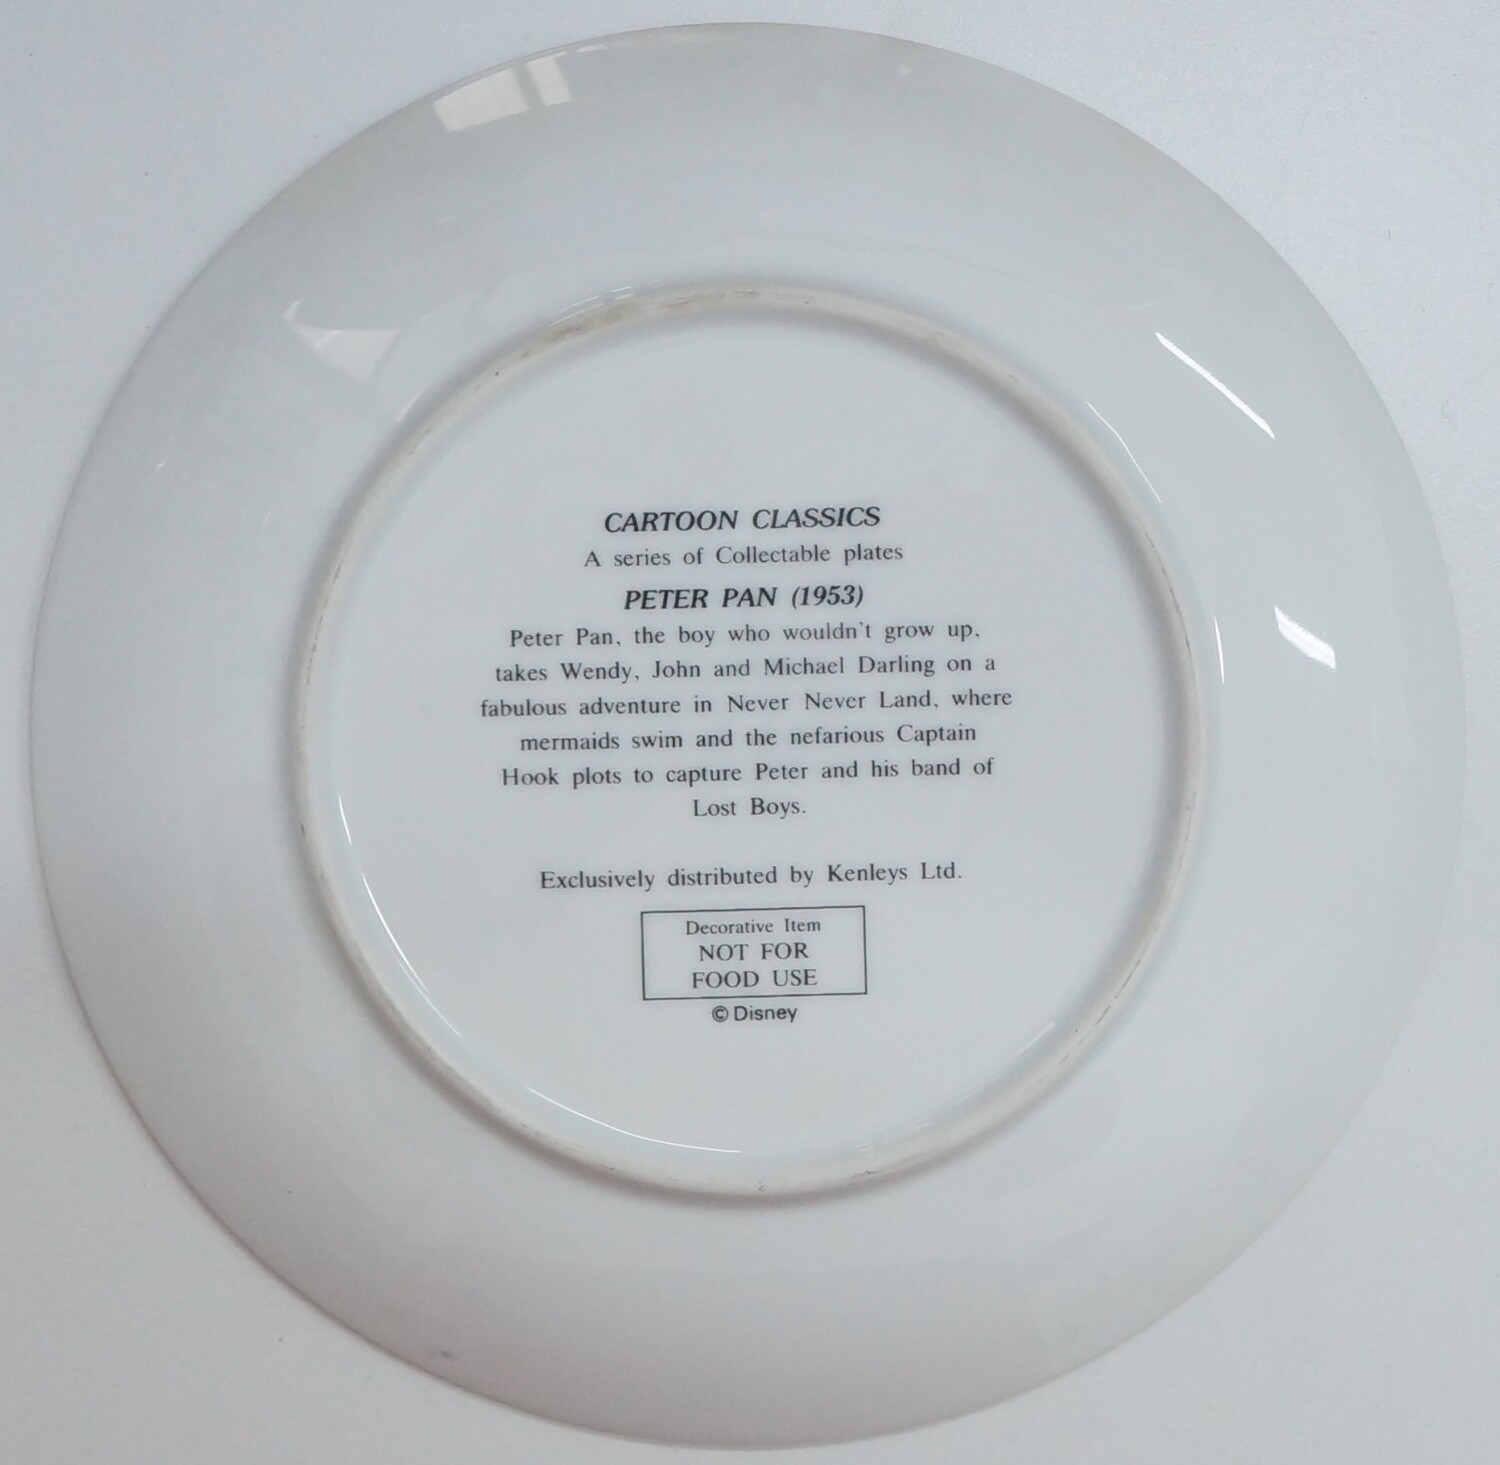 CARTOON CLASSICS
A series of Collectable plates
PETER PAN (1953)
Peter Pan, the boy who wouldn't grow up,
takes Wendy, John and Michael Darling on a
fabulous adventure in Never Never Land, where
mermaids swim and the nefarious Captain
Hook plots to capture Peter and his band of
Lost Boys.
Exclusively distributed by Kenleys Ltd.
Decorative Item
NOT FOR
FOOD USE
© Disney